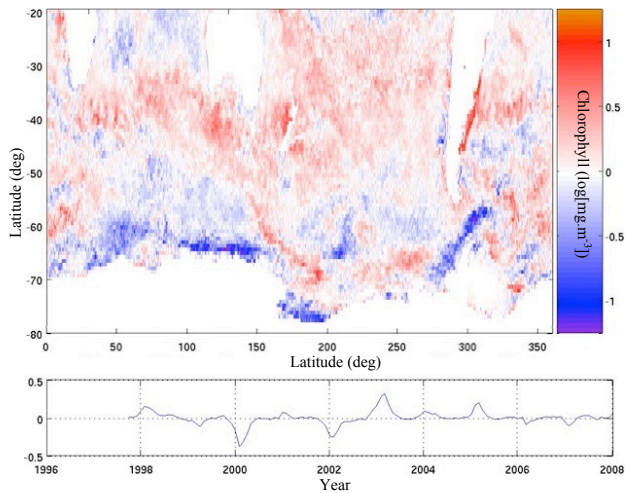 -20
-30
-40
-50
-60
-70
-80
Latitude (deg)
0 50 100 150 200 250 300 350
Latitude (deg)
1
0.5
0
-0.5
-1
Chlorophyll (log[mg.m-3])
0.5
0
-0.5
1996 1998 2000 2002 2004 2006 2008
Year